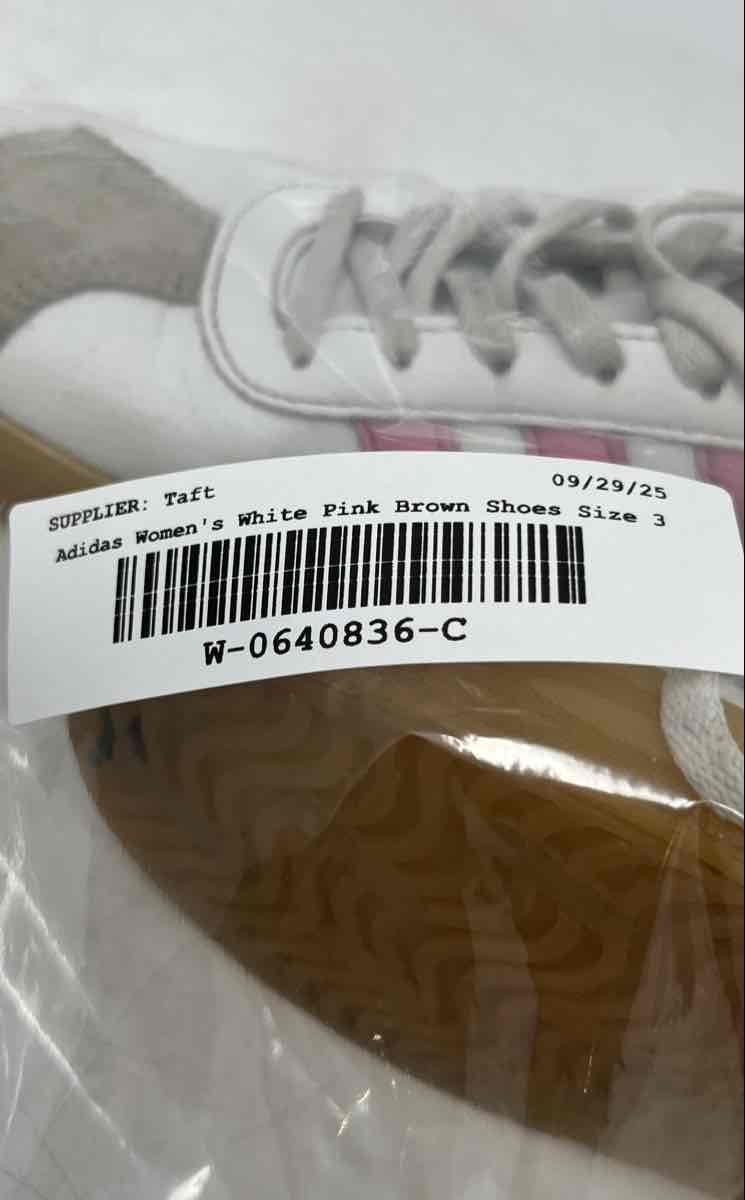 SUPPLIER: Taft 09/29/25
Adidas Women's White Pink Brown Shoes Size 3
W-0640836-C